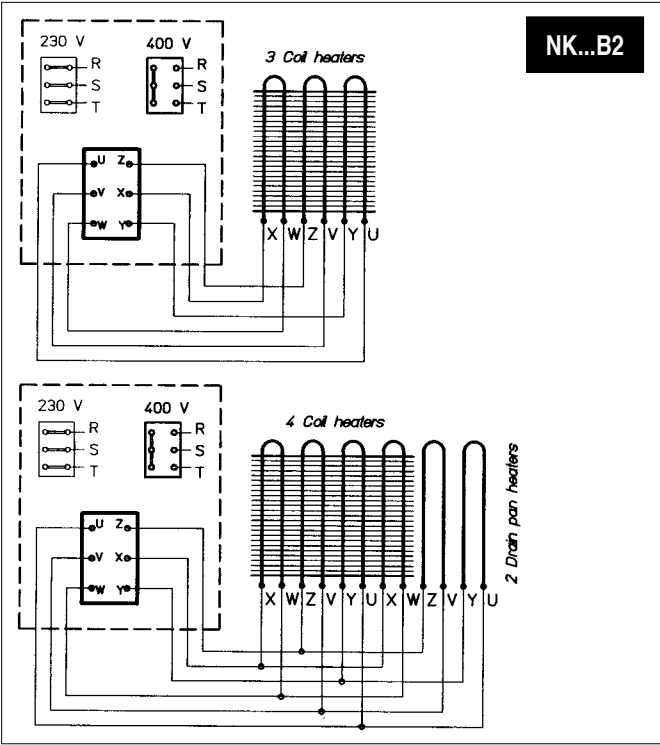 NK...B2
230 V 400 V
R R
S S
T T
3 Coil heaters
U Z
V X
W Y
X W Z V Y U
230 V 400 V
R R
S S
T T
4 Coil heaters
2 Drain pan heaters
U Z
V X
W Y
X W Z V Y U X W Z V Y U